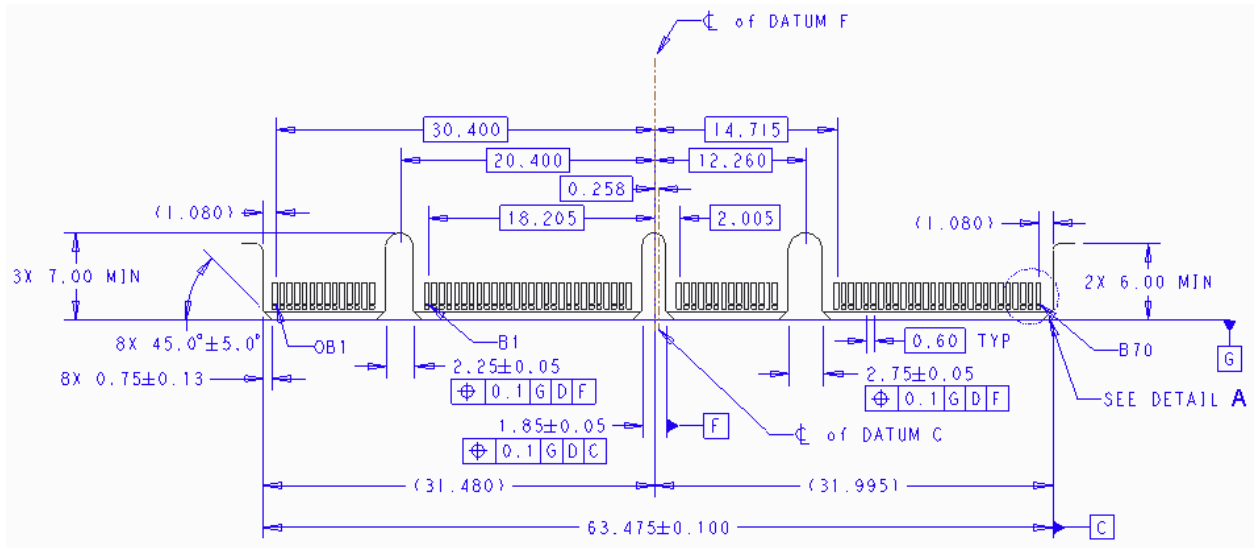 ℄ of DATUM F
30.400
14.715
20.400
12.260
0.258
(1.080)
18.205
2.005
(1.080)
3X 7.00 MIN
2X 6.00 MIN
8X 45.0°±5.0°
OB1
B1
0.60 TYP
B70
G
8X 0.75±0.13
2.25±0.05
⌖ 0.1 G D F
2.75±0.05
⌖ 0.1 G D F
SEE DETAIL A
1.85±0.05
F
⌖ 0.1 G D C
℄ of DATUM C
(31.480)
(31.995)
63.475±0.100
C